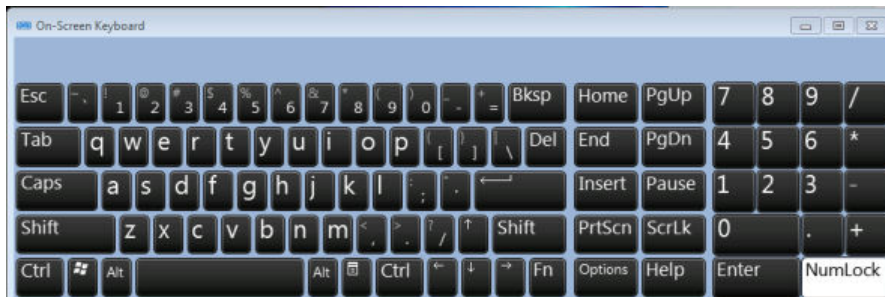 On-Screen Keyboard
Esc ~ ` ! 1 @ 2 # 3 $ 4 % 5 ^ 6 & 7 * 8 ( 9 ) 0 _ - + = Bksp Home PgUp 7 8 9 /
Tab q w e r t y u i o p { [ } ] | \ Del End PgDn 4 5 6 *
Caps a s d f g h j k l : ; " ' Insert Pause 1 2 3 -
Shift z x c v b n m < , > . ? / ↑ Shift PrtScn ScrLk 0 . +
Ctrl Alt Alt Ctrl ← ↓ → Fn Options Help Enter NumLock